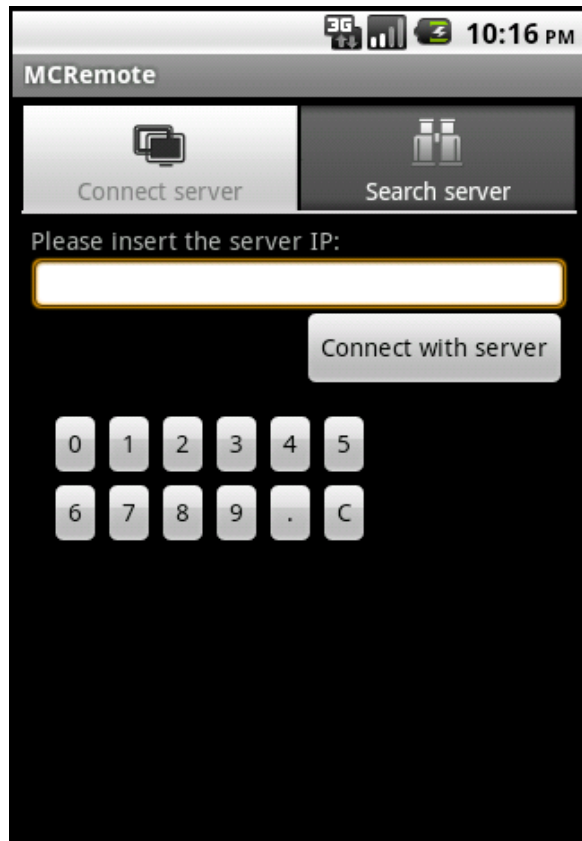 3G 10:16 PM
MCRemote
Connect server Search server
Please insert the server IP:
Connect with server
0 1 2 3 4 5
6 7 8 9 . C